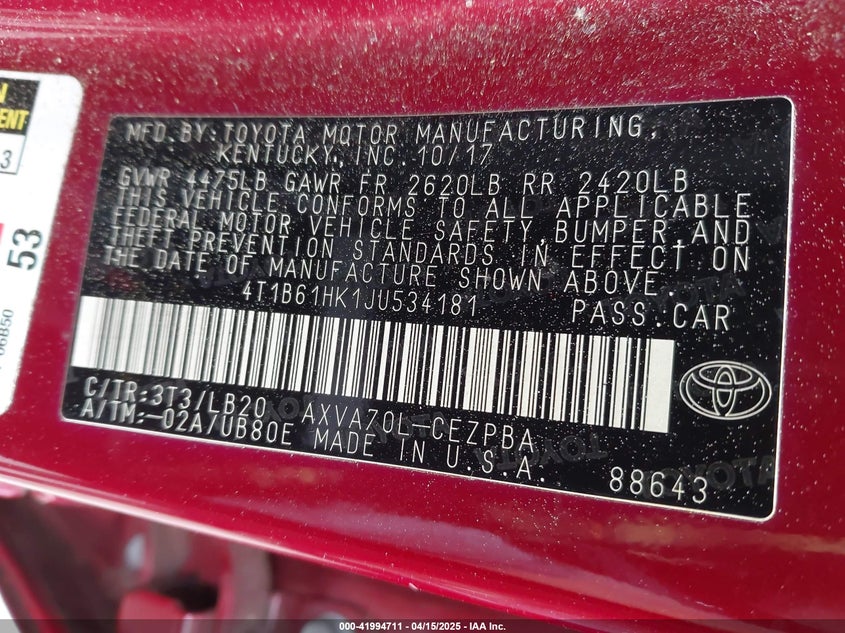 MFD.BY:TOYOTA MOTOR MANUFACTURING,
KENTUCKY, INC. 10/17
GVWR 4475LB GAWR FR 2620LB RR 2420LB
THIS VEHICLE CONFORMS TO ALL APPLICABLE
FEDERAL MOTOR VEHICLE SAFETY,BUMPER,AND
THEFT PREVENTION STANDARDS IN EFFECT ON
THE DATE OF MANUFACTURE SHOWN ABOVE.
4T1B61HK1JU534181 PASS.CAR
C/TR:3T3/LB20 AXVA70L-CEZPBA
A/TM:-02A/UB80E MADE IN U.S.A.
88643
53
06B50
3
000-41994711 - 04/15/2025 - IAA Inc.